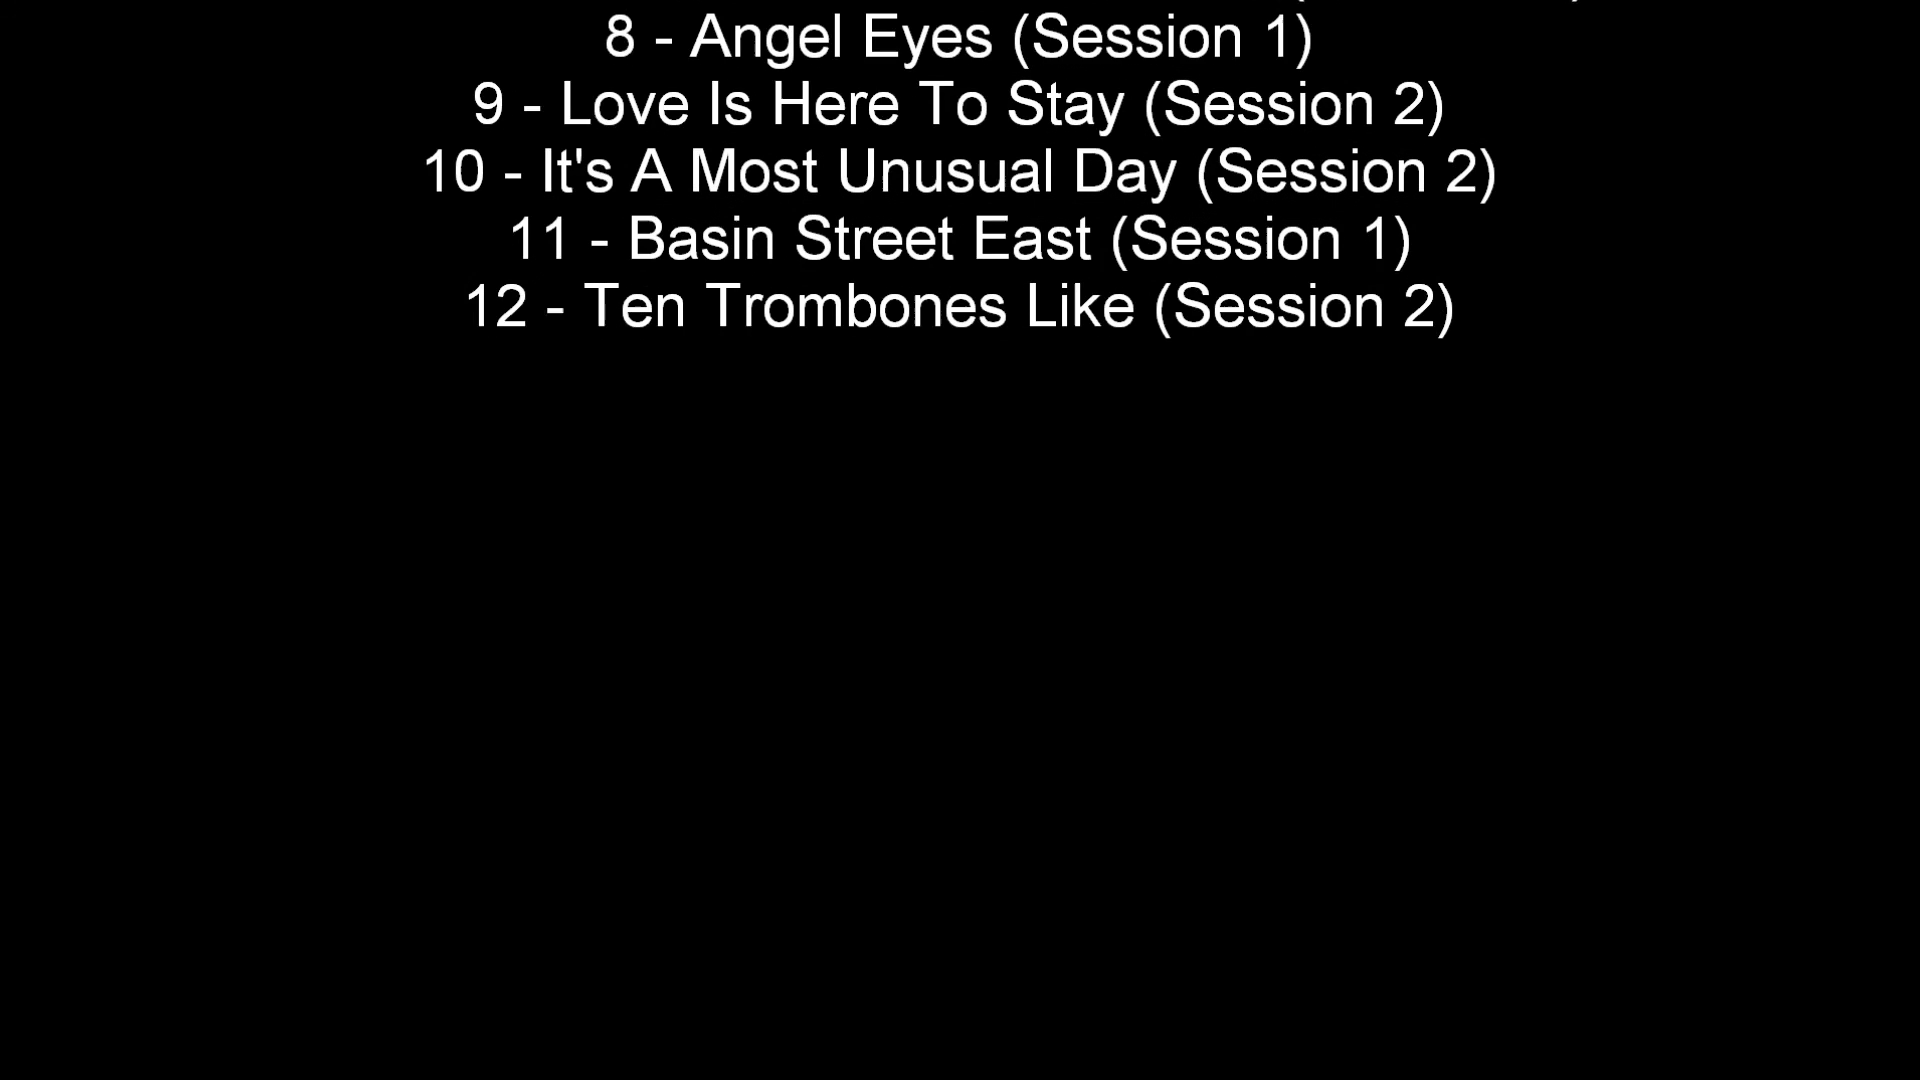 8 - Angel Eyes (Session 1)
9 - Love Is Here To Stay (Session 2)
10 - It's A Most Unusual Day (Session 2)
11 - Basin Street East (Session 1)
12 - Ten Trombones Like (Session 2)